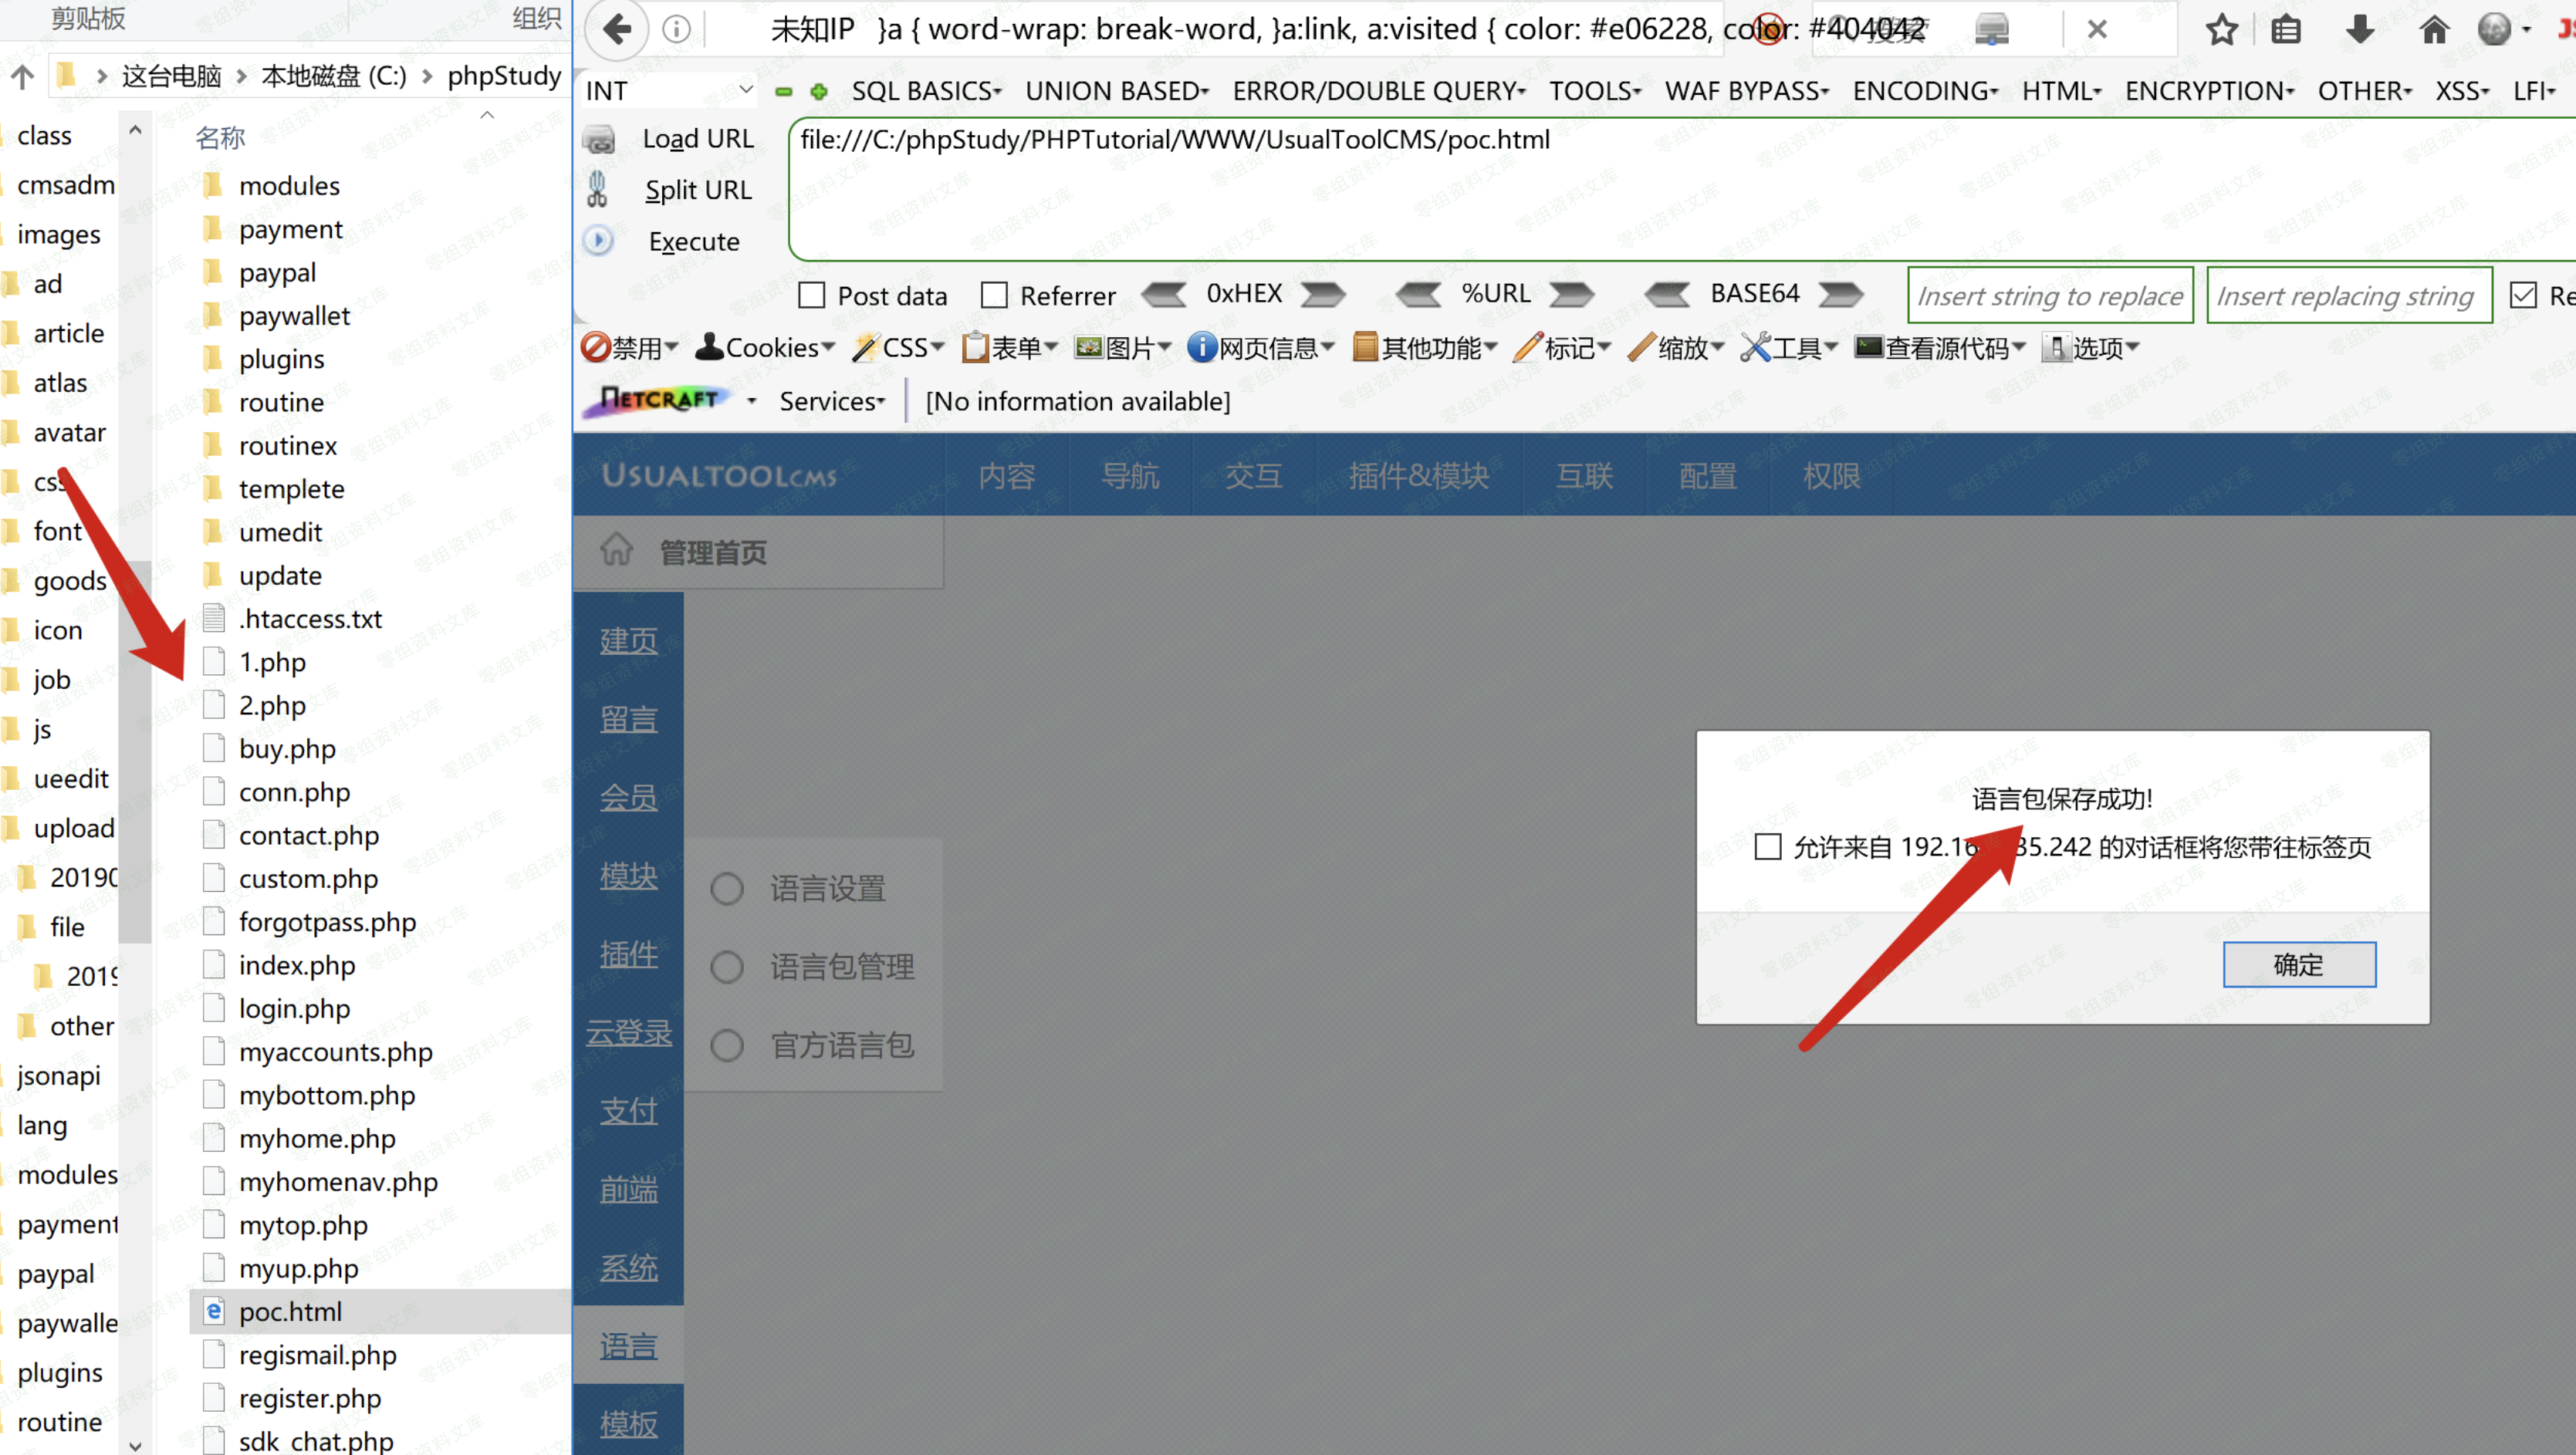 剪贴板
组织
这台电脑
本地磁盘 (C:)
phpStudy
class
cmsadm
images
ad
article
atlas
avatar
css
font
goods
icon
job
js
ueedit
upload
2019
file
2019
other
jsonapi
lang
modules
payment
paypal
paywalle
plugins
routine
名称
modules
payment
paypal
paywallet
plugins
routine
routinex
templete
umedit
update
.htaccess.txt
1.php
2.php
buy.php
conn.php
contact.php
custom.php
forgotpass.php
index.php
login.php
myaccounts.php
mybottom.php
myhome.php
myhomenav.php
mytop.php
myup.php
poc.html
regismail.php
register.php
sdk_chat.php
未知IP }a { word-wrap: break-word, }a:link, a:visited { color: #e06228, color: #404042
搜索
INT
SQL BASICS
UNION BASED
ERROR/DOUBLE QUERY
TOOLS
WAF BYPASS
ENCODING
HTML
ENCRYPTION
OTHER
XSS
LFI
Load URL
Split URL
Execute
file:///C:/phpStudy/PHPTutorial/WWW/UsualToolCMS/poc.html
Post data
Referrer
0xHEX
%URL
BASE64
Insert string to replace
Insert replacing string
Re
禁用
Cookies
CSS
表单
图片
网页信息
其他功能
标记
缩放
工具
查看源代码
选项
NETCRAFT
Services
[No information available]
USUALTOOLCMS
内容
导航
交互
插件&模块
互联
配置
权限
管理首页
建页
留言
会员
模块
插件
云登录
支付
前端
系统
语言
模板
语言设置
语言包管理
官方语言包
语言包保存成功!
允许来自 192.16 35.242 的对话框将您带往标签页
确定
零组资料文库